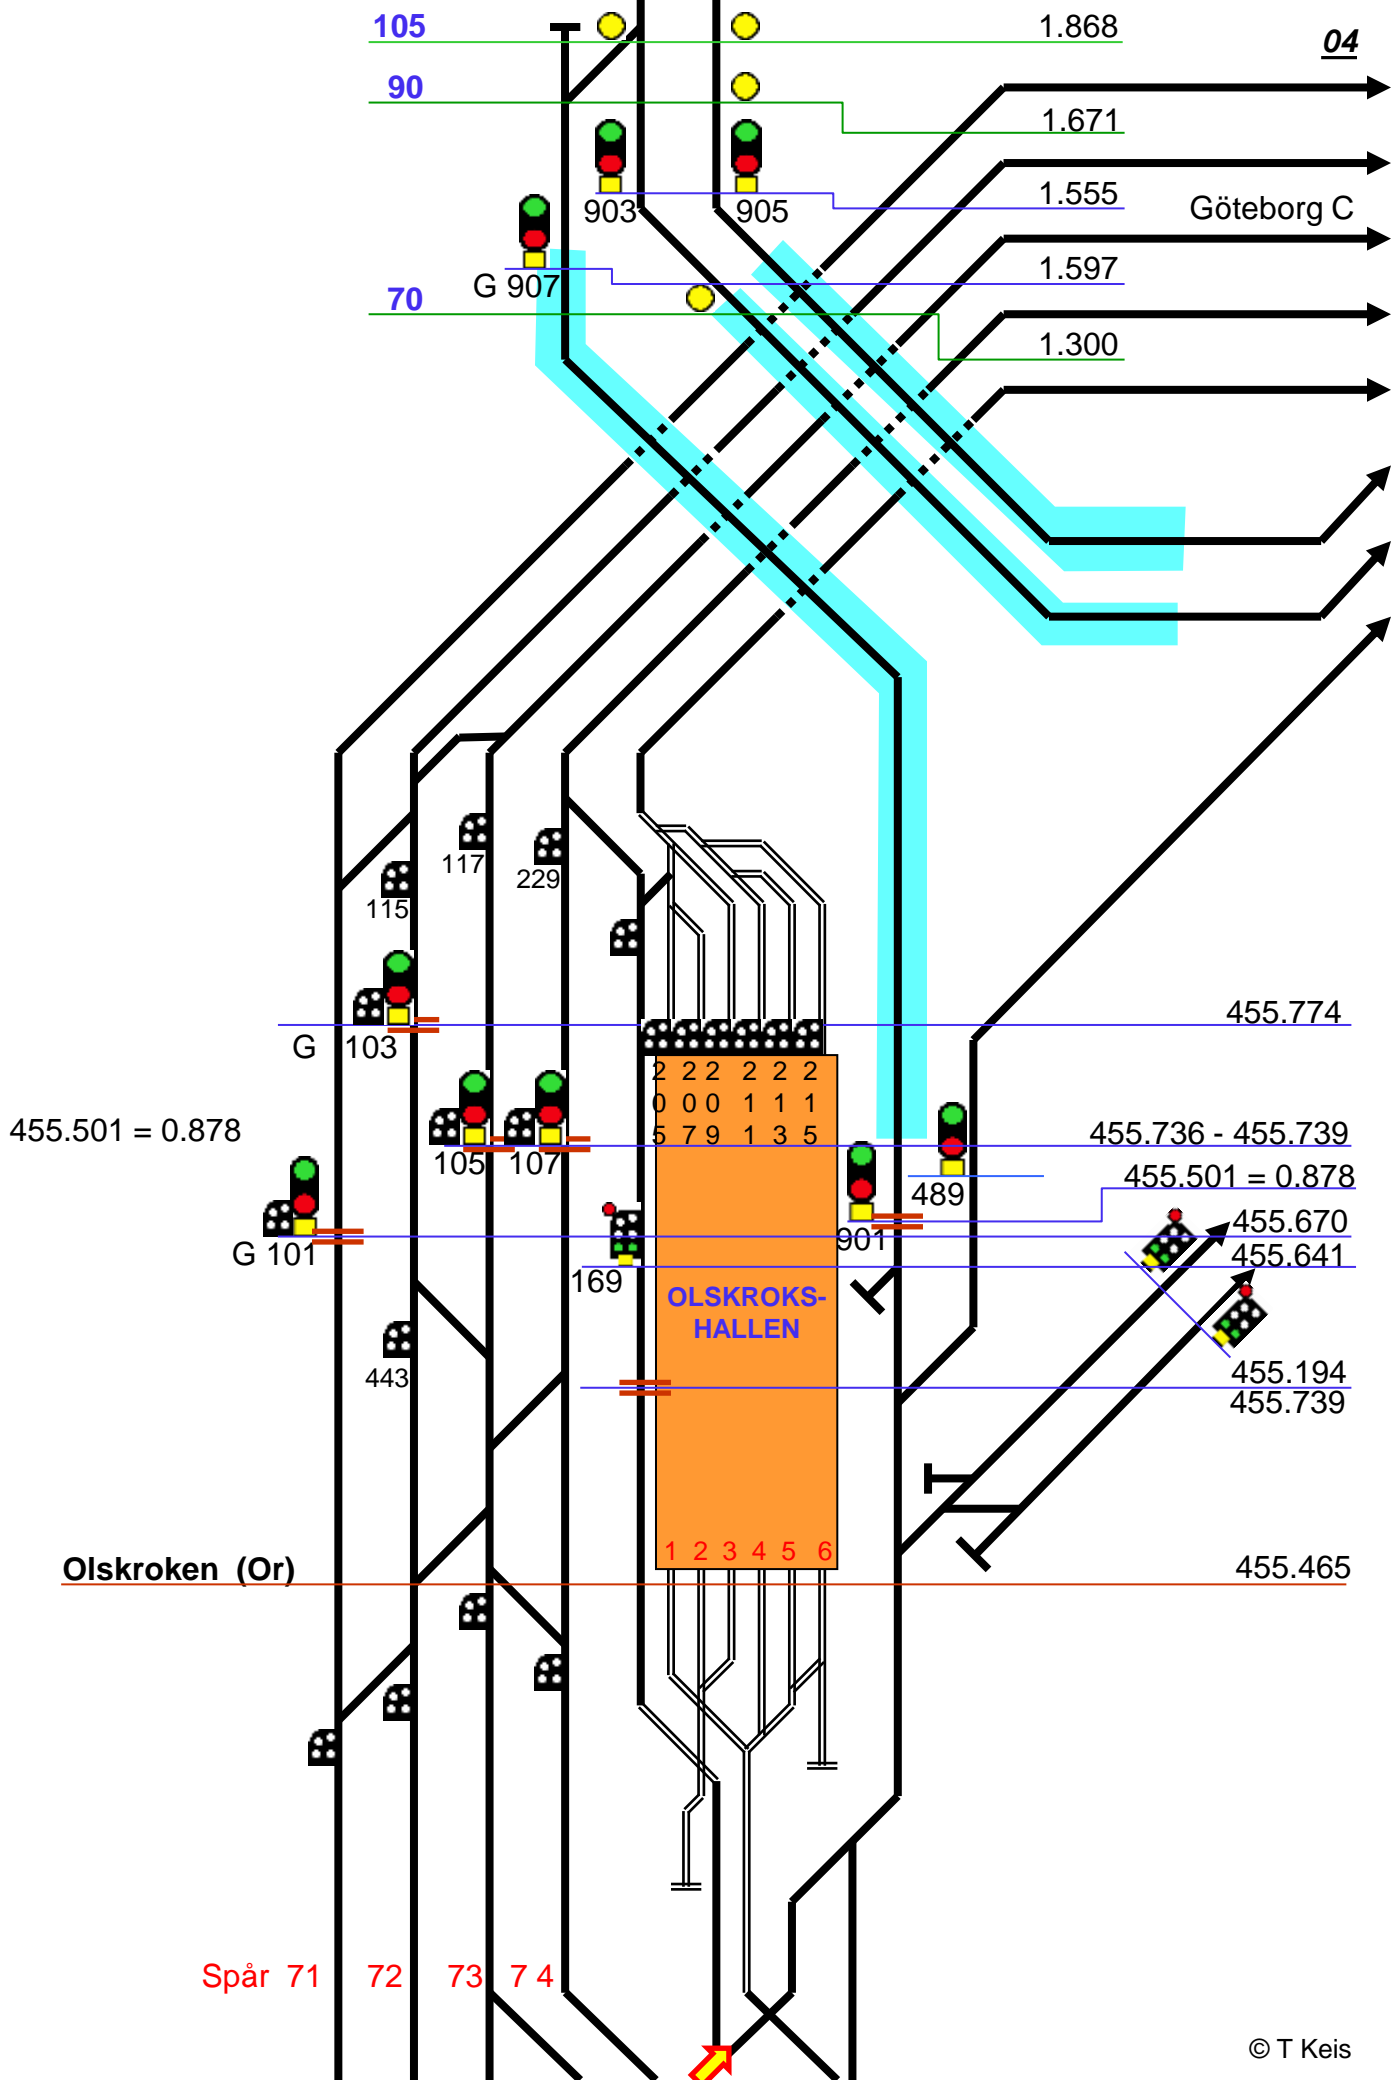 105
1.868
04
90
1.671
1.555
903
905
Göteborg C
1.597
G 907
70
1.300
117
229
115
455.774
G 103
2 2 2 2 2 2
0 0 0 1 1 1
5 7 9 1 3 5
455.501 = 0.878
455.736 - 455.739
105
107
455.501 = 0.878
489
455.670
901
G 101
455.641
169
OLSKROKS-
HALLEN
443
455.194
455.739
1 2 3 4 5 6
Olskroken (Or)
455.465
Spår 71 72 73 7 4
© T Keis